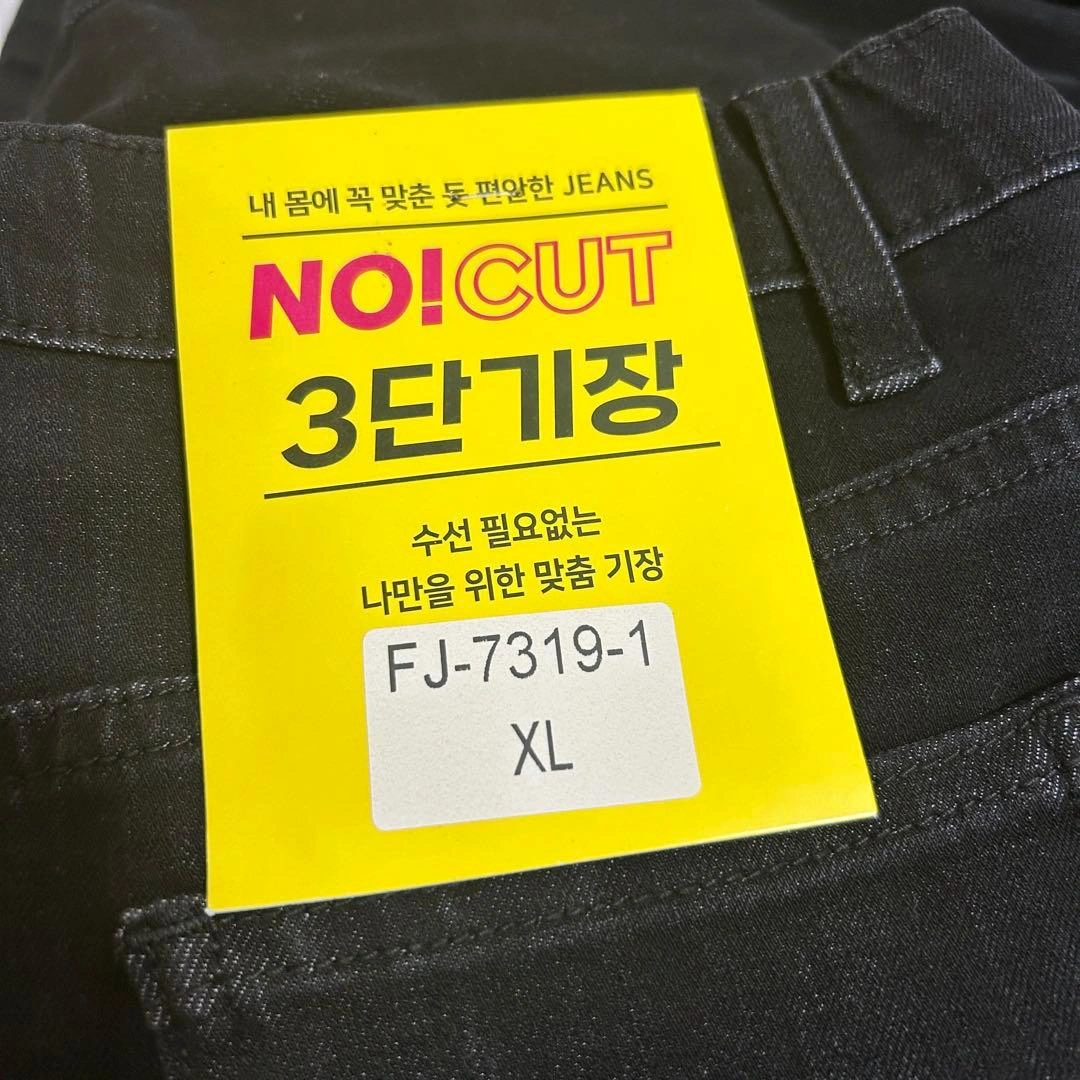 내 몸에 꼭 맞춘 듯 편안한 JEANS
NO!CUT
3단기장
수선 필요없는
나만을 위한 맞춤 기장
FJ-7319-1
XL